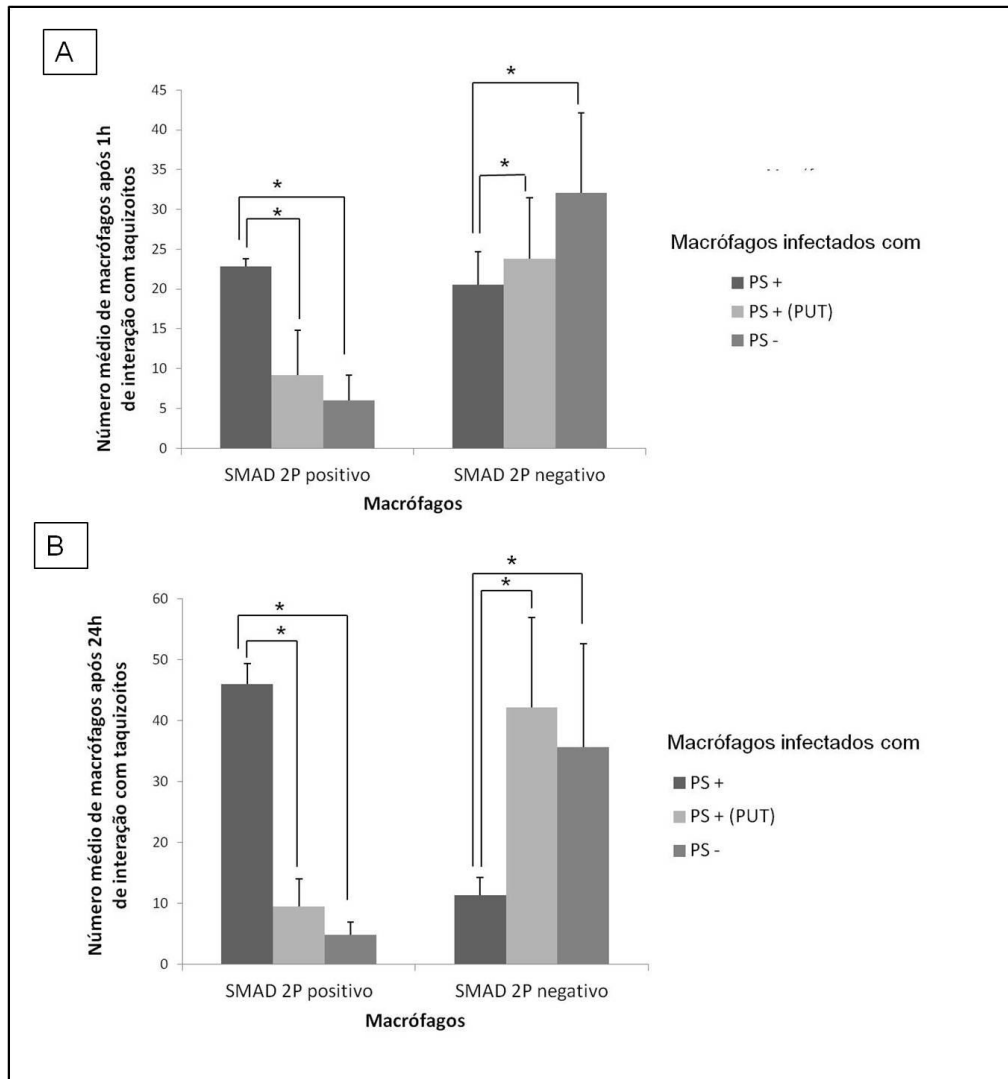 A
Número médio de macrófagos após 1h
de interação com taquizoítos
45
40
35
30
25
20
15
10
5
0
*
*
*
*
SMAD 2P positivo
SMAD 2P negativo
Macrófagos
Macrófagos infectados com
PS +
PS + (PUT)
PS -
B
Número médio de macrófagos após 24h
de interação com taquizoítos
60
50
40
30
20
10
0
*
*
*
*
SMAD 2P positivo
SMAD 2P negativo
Macrófagos
Macrófagos infectados com
PS +
PS + (PUT)
PS -